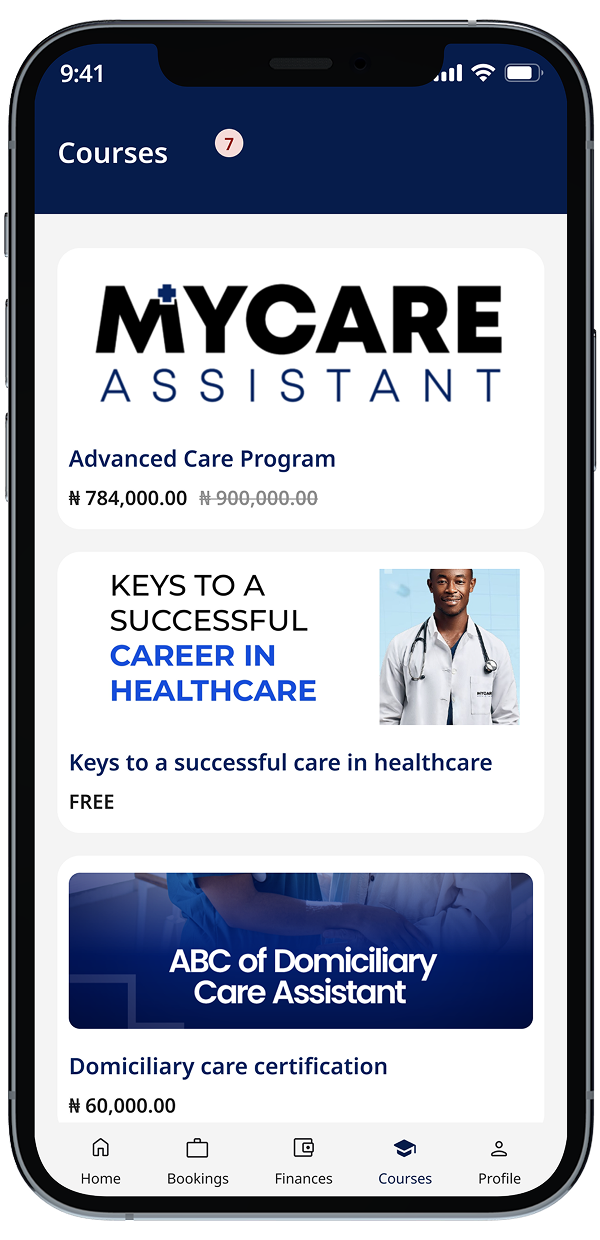 9:41
Courses
7
MYCARE
ASSISTANT
Advanced Care Program
₦ 784,000.00 ₦ 900,000.00
KEYS TO A
SUCCESSFUL
CAREER IN
HEALTHCARE
MYCARE
Keys to a successful care in healthcare
FREE
ABC of Domiciliary
Care Assistant
Domiciliary care certification
₦ 60,000.00
Home Bookings Finances Courses Profile